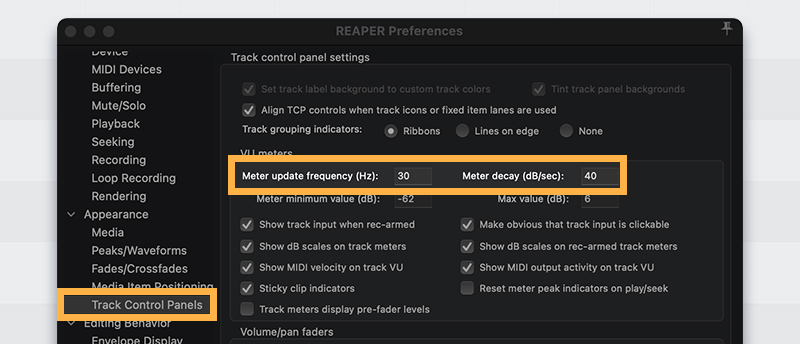 REAPER Preferences
Device
MIDI Devices
Buffering
Mute/Solo
Playback
Seeking
Recording
Loop Recording
Rendering
Appearance
Media
Peaks/Waveforms
Fades/Crossfades
Media Item Positioning
Track Control Panels
Editing Behavior
Envelope Display
Track control panel settings
Set track label background to custom track colors Tint track panel backgrounds
Align TCP controls when track icons or fixed item lanes are used
Track grouping indicators: Ribbons Lines on edge None
VU meters
Meter update frequency (Hz): 30 Meter decay (dB/sec): 40
Meter minimum value (dB): -62 Max value (dB): 6
Show track input when rec-armed Make obvious that track input is clickable
Show dB scales on track meters Show dB scales on rec-armed track meters
Show MIDI velocity on track VU Show MIDI output activity on track VU
Sticky clip indicators Reset meter peak indicators on play/seek
Track meters display pre-fader levels
Volume/pan faders